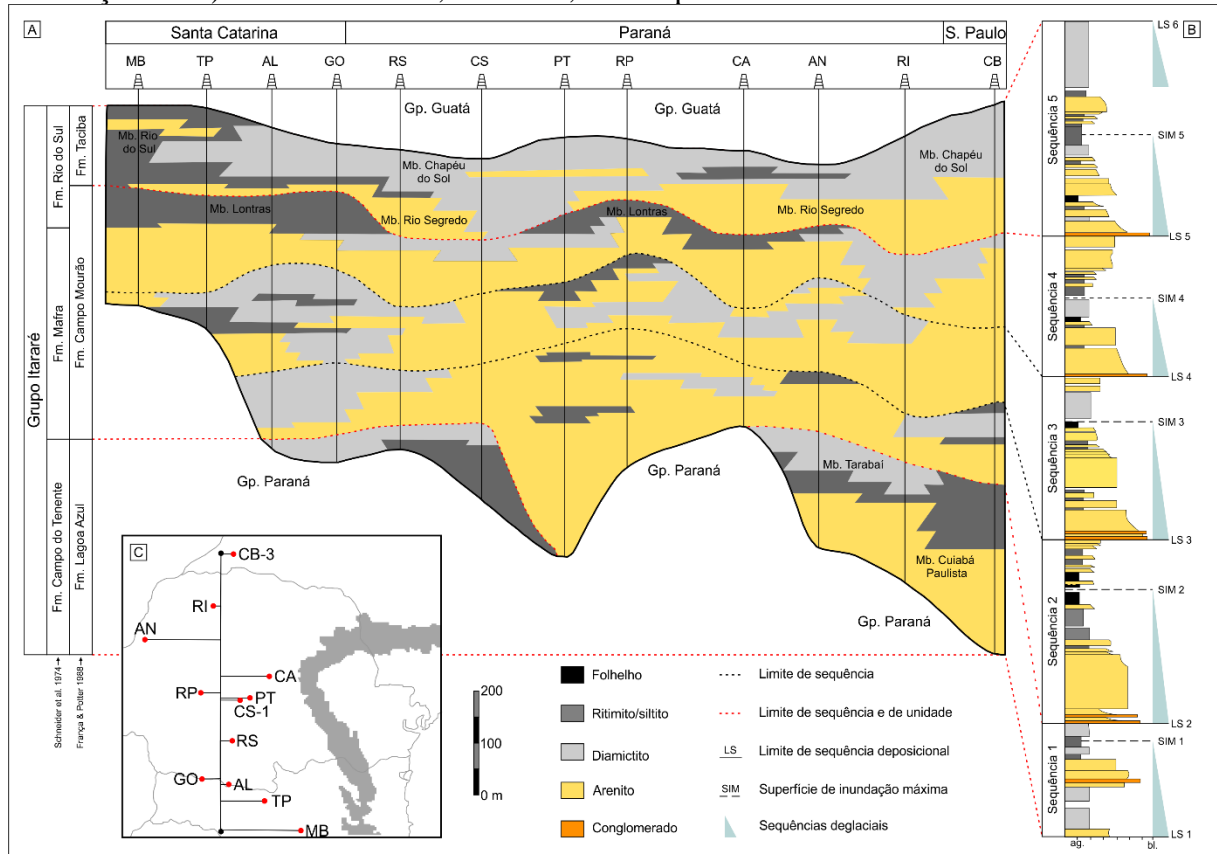 A
Santa Catarina
Paraná
S. Paulo
MB
TP
AL
GO
RS
CS
PT
RP
CA
AN
RI
CB
Gp. Guatá
Gp. Guatá
Grupo Itararé
Fm. Rio do Sul
Fm. Taciba
Fm. Mafra
Fm. Campo Mourão
Fm. Campo do Tenente
Fm. Lagoa Azul
Schneider et al. 1974
França & Potter 1988
Mb. Rio
do Sul
Mb. Lontras
Mb. Chapéu
do Sol
Mb. Rio Segredo
Mb. Lontras
Mb. Rio Segredo
Mb. Chapéu
do Sol
Mb. Tarabaí
Mb. Cuiabá
Paulista
Gp. Paraná
Gp. Paraná
Gp. Paraná
B
LS 6
Sequência 5
SIM 5
LS 5
Sequência 4
SIM 4
LS 4
Sequência 3
SIM 3
LS 3
Sequência 2
SIM 2
LS 2
Sequência 1
SIM 1
LS 1
ag.
bl.
C
CB-3
RI
AN
CA
RP
PT
CS-1
RS
GO
AL
TP
MB
200
100
0 m
Folhelho
Ritimito/siltito
Diamictito
Arenito
Conglomerado
Limite de sequência
Limite de sequência e de unidade
LS
Limite de sequência deposicional
SIM
Superfície de inundação máxima
Sequências deglaciais